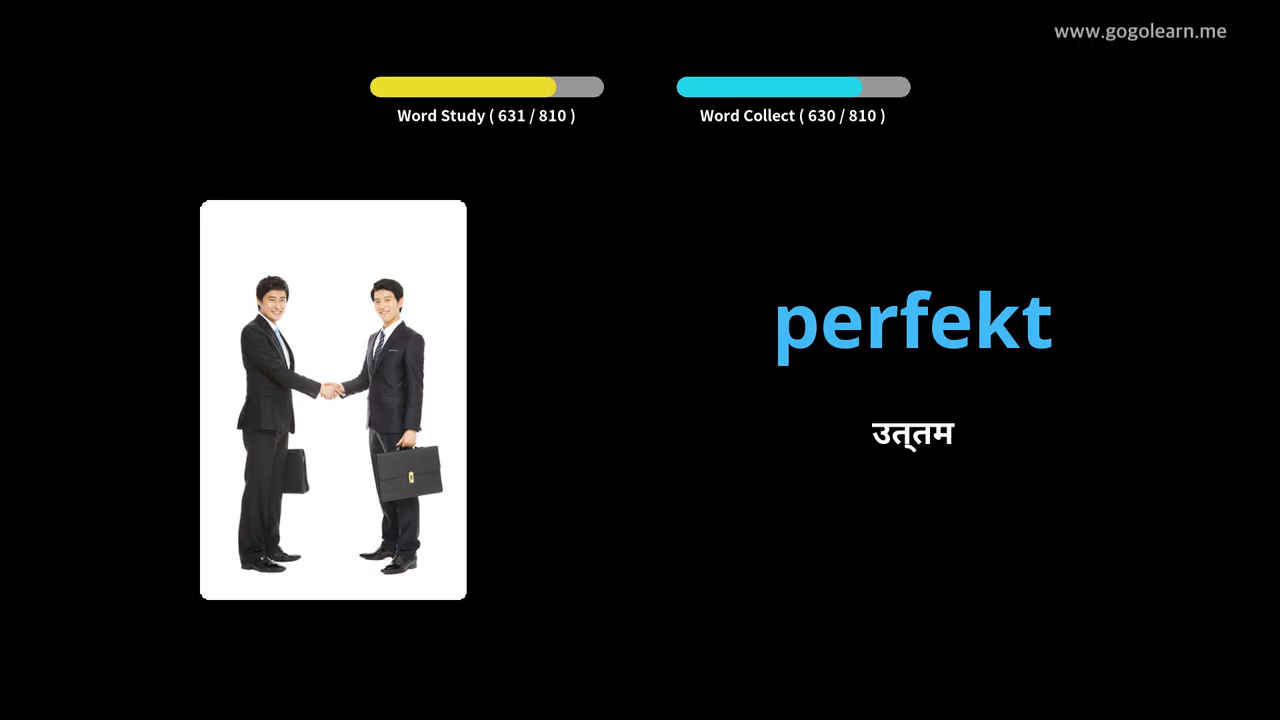 www.gogolearn.me
Word Study ( 631 / 810 )
Word Collect ( 630 / 810 )
perfekt
उत्तम